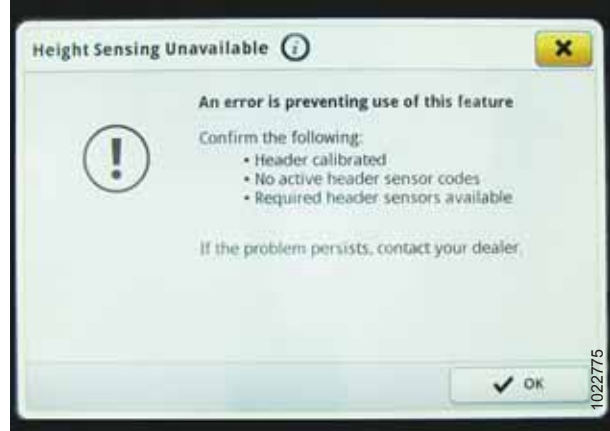 Height Sensing Unavailable
An error is preventing use of this feature
Confirm the following:
• Header calibrated
• No active header sensor codes
• Required header sensors available
If the problem persists, contact your dealer.
OK
1022775